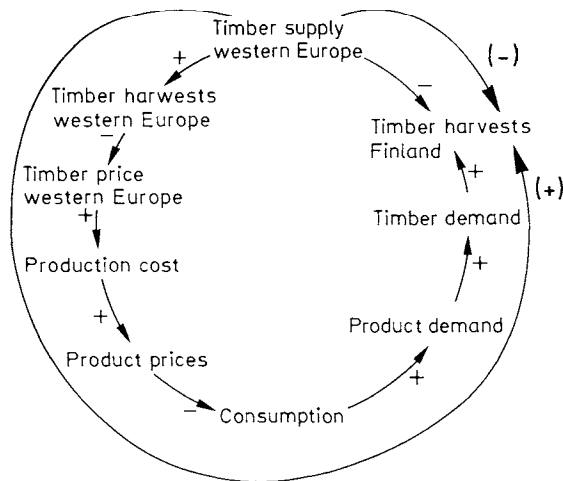 Timber supply
western Europe
+
(-)
-
Timber harwests
western Europe
Timber harvests
Finland
-
Timber price
western Europe
+
(+)
+
Timber demand
Production cost
+
+
Product demand
Product prices
+
-
Consumption